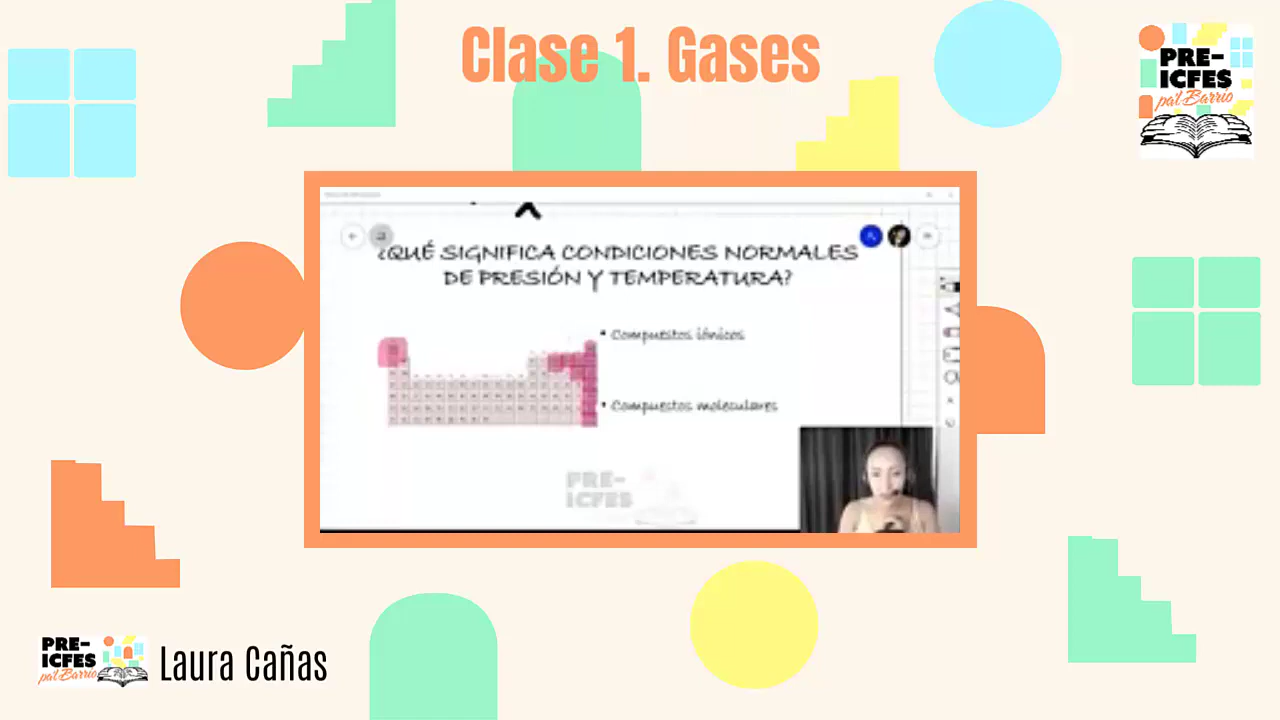 Clase 1. Gases
PRE-
ICFES
pa'l Barrio
¿QUÉ SIGNIFICA CONDICIONES NORMALES
DE PRESIÓN Y TEMPERATURA?
• Compuestos iónicos
• Compuestos moleculares
PRE-
ICFES
PRE-
ICFES
pa'l Barrio
Laura Cañas